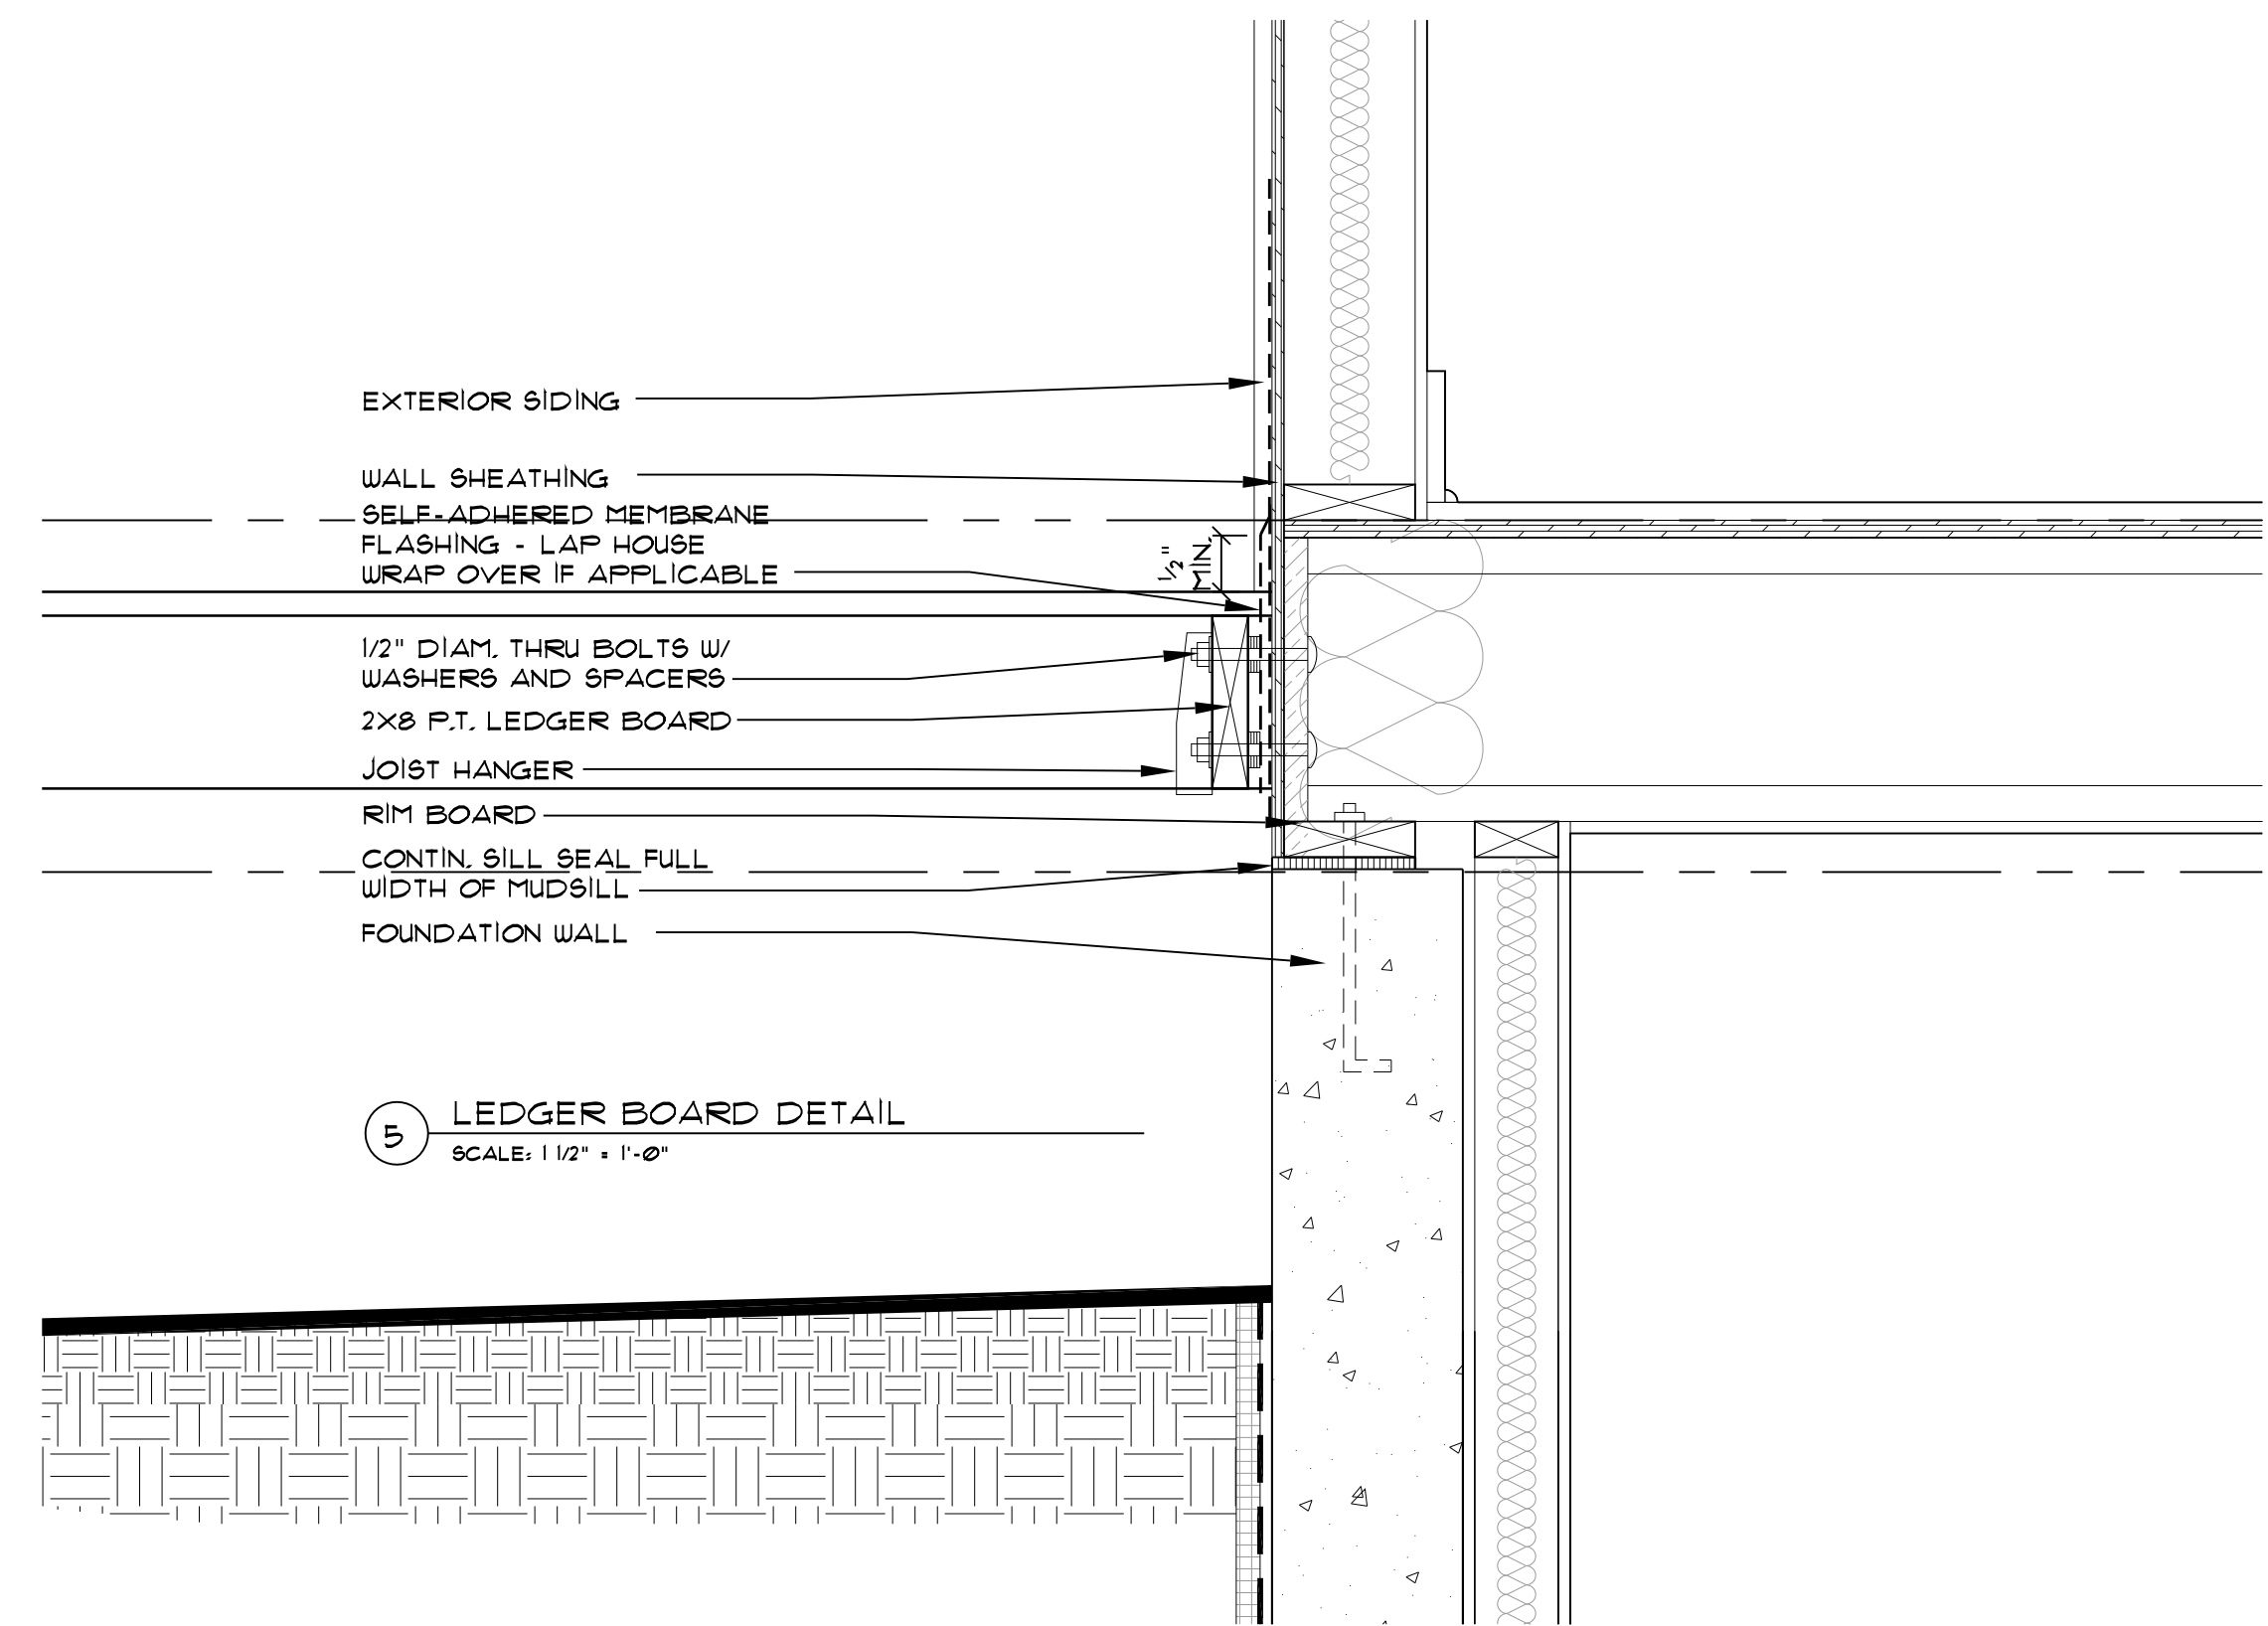 EXTERIOR SIDING
WALL SHEATHING
SELF-ADHERED MEMBRANE
FLASHING - LAP HOUSE
WRAP OVER IF APPLICABLE
1/2" MIN.
1/2" DIAM. THRU BOLTS W/
WASHERS AND SPACERS
2X8 P.T. LEDGER BOARD
JOIST HANGER
RIM BOARD
CONTIN. SILL SEAL FULL
WIDTH OF MUDSILL
FOUNDATION WALL
5
LEDGER BOARD DETAIL
SCALE: 1 1/2" = 1'-0"